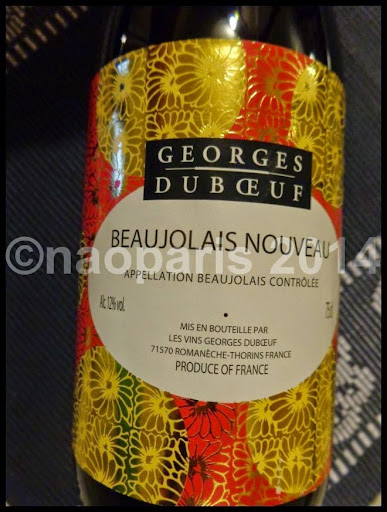 GEORGES
DUBŒUF
BEAUJOLAIS NOUVEAU
APPELLATION BEAUJOLAIS CONTRÔLÉE
Alc. 12% vol.
75cl
MIS EN BOUTEILLE PAR
LES VINS GEORGES DUBŒUF
71570 ROMANÈCHE-THORINS FRANCE
PRODUCE OF FRANCE
©naoparis 2014